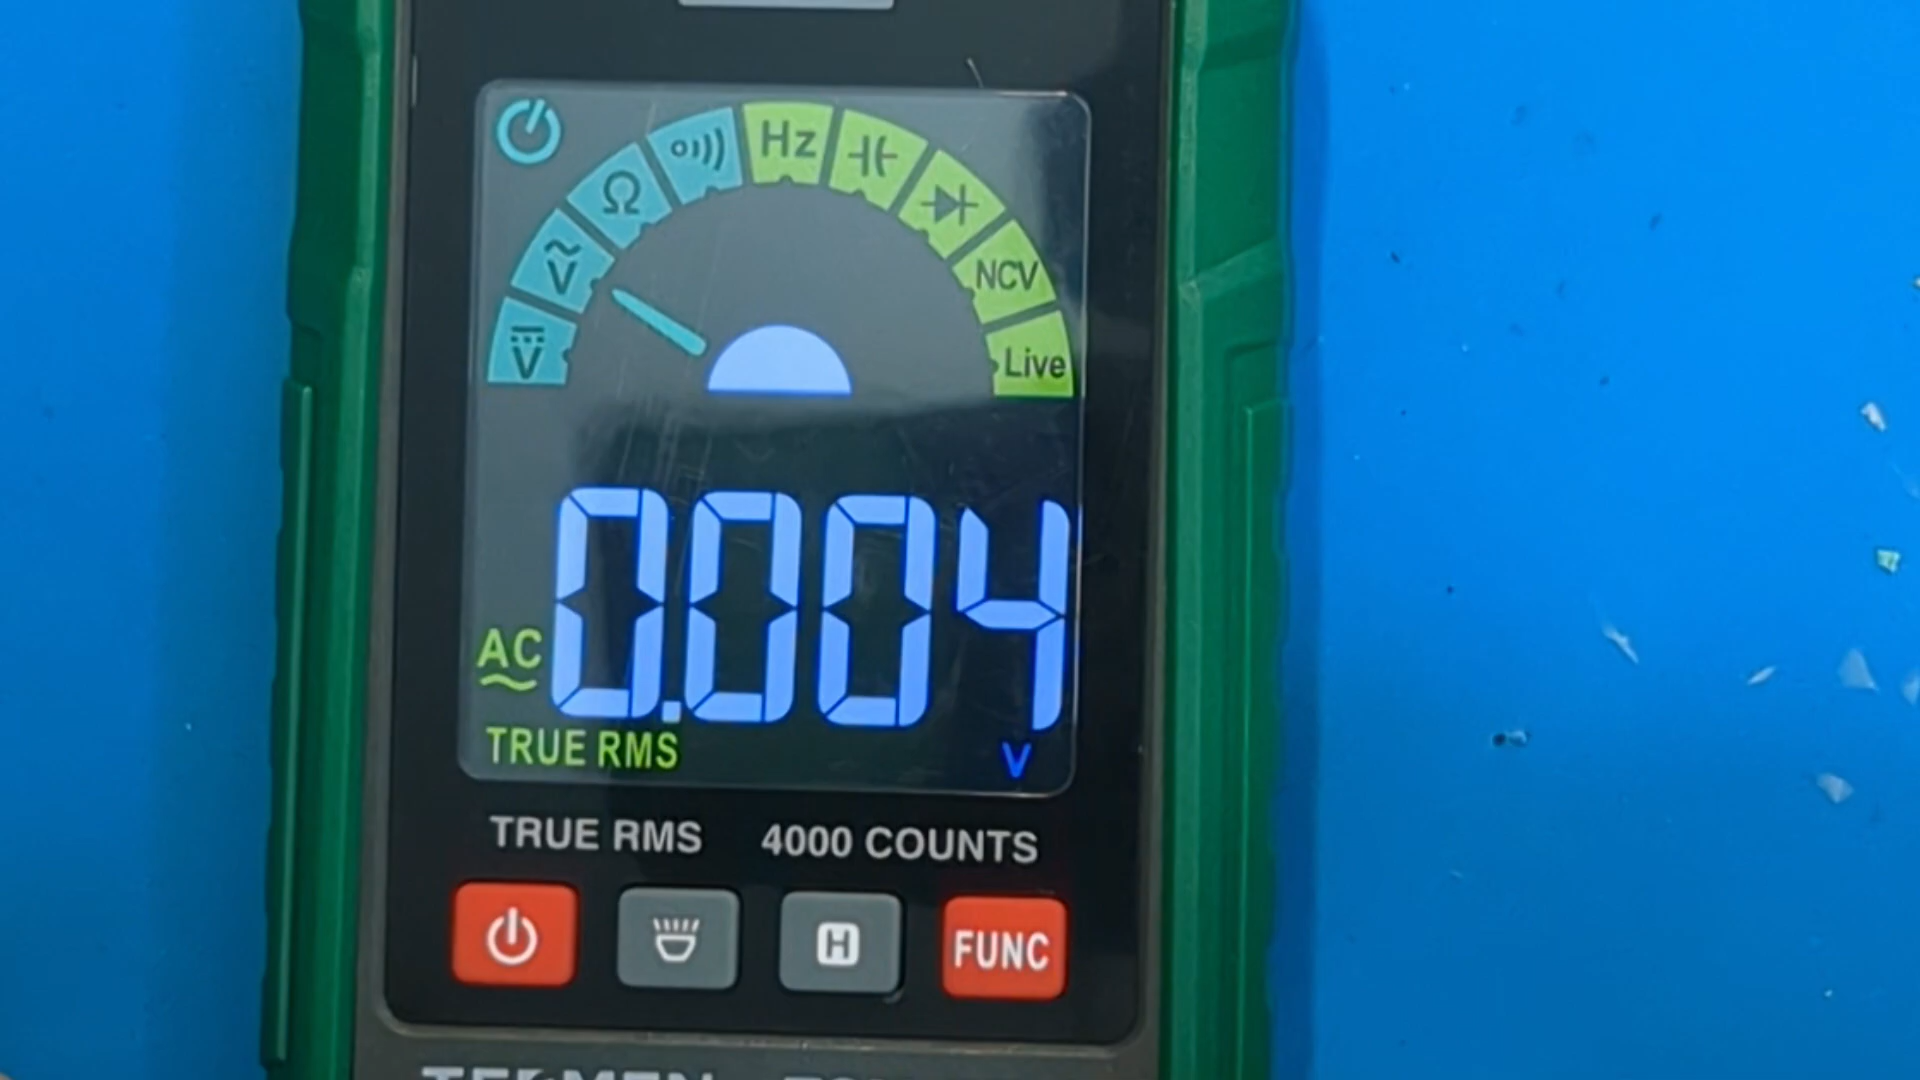 Hz
Ω
Ṽ
V
NCV
Live
AC
0.004
TRUE RMS
V
TRUE RMS 4000 COUNTS
H
FUNC